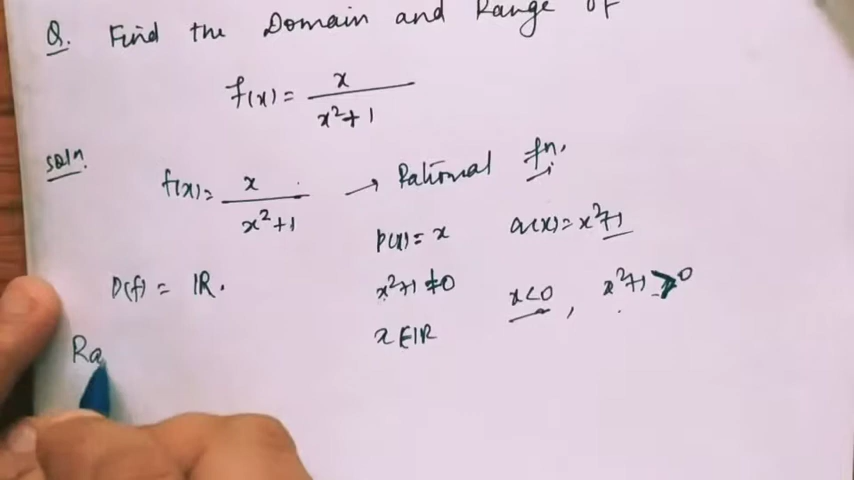 Q. Find the Domain and Range of
f(x) = x / x²+1
Soln.
f(x) = x / x²+1 → Rational fn.
p(x) = x q(x) = x²+1
D(f) = ℝ. x²+1 ≠ 0 x<0 , x²+1 > 0
x ∈ ℝ
Ra